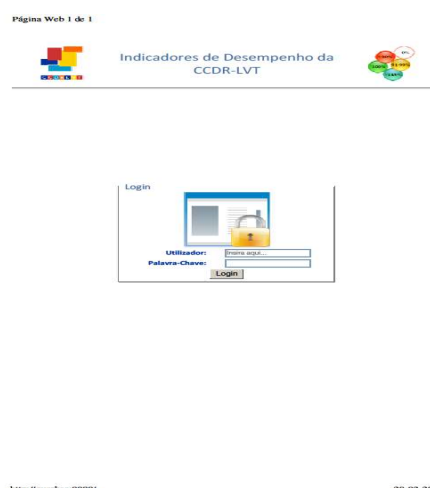 Página Web 1 de 1
Indicadores de Desempenho da
CCDR-LVT
Login
Utilizador: Insira aqui...
Palavra-Chave:
Login